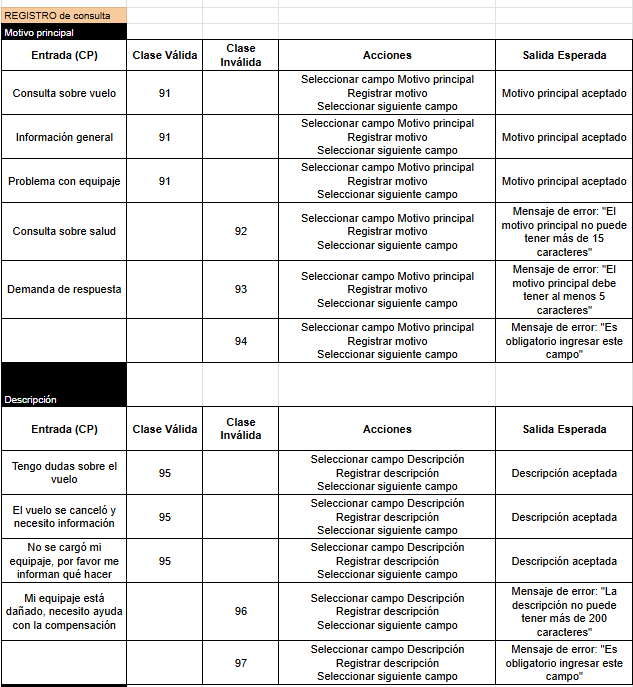 REGISTRO de consulta
Motivo principal
Entrada (CP) Clase Válida Clase Inválida Acciones Salida Esperada
Consulta sobre vuelo 91 Seleccionar campo Motivo principal
Registrar motivo
Seleccionar siguiente campo Motivo principal aceptado
Información general 91 Seleccionar campo Motivo principal
Registrar motivo
Seleccionar siguiente campo Motivo principal aceptado
Problema con equipaje 91 Seleccionar campo Motivo principal
Registrar motivo
Seleccionar siguiente campo Motivo principal aceptado
Consulta sobre salud 92 Seleccionar campo Motivo principal
Registrar motivo
Seleccionar siguiente campo
Mensaje de error: "El
motivo principal no puede
tener más de 15
caracteres"
Demanda de respuesta 93 Seleccionar campo Motivo principal
Registrar motivo
Seleccionar siguiente campo
Mensaje de error: "El
motivo principal debe
tener al menos 5
caracteres"
94 Seleccionar campo Motivo principal
Registrar motivo
Seleccionar siguiente campo
Mensaje de error: "Es
obligatorio ingresar este
campo"
Descripción
Entrada (CP) Clase Válida Clase Inválida Acciones Salida Esperada
Tengo dudas sobre el
vuelo
95
Seleccionar campo Descripción
Registrar descripción
Seleccionar siguiente campo
Descripción aceptada
El vuelo se canceló y
necesito información
95
Seleccionar campo Descripción
Registrar descripción
Seleccionar siguiente campo
Descripción aceptada
No se cargó mi
equipaje, por favor me
informan qué hacer
95
Seleccionar campo Descripción
Registrar descripción
Seleccionar siguiente campo
Descripción aceptada
Mi equipaje está
dañado, necesito ayuda
con la compensación
96
Seleccionar campo Descripción
Registrar descripción
Seleccionar siguiente campo
Mensaje de error: "La
descripción no puede
tener más de 200
caracteres"
97
Seleccionar campo Descripción
Registrar descripción
Seleccionar siguiente campo
Mensaje de error: "Es
obligatorio ingresar este
campo"